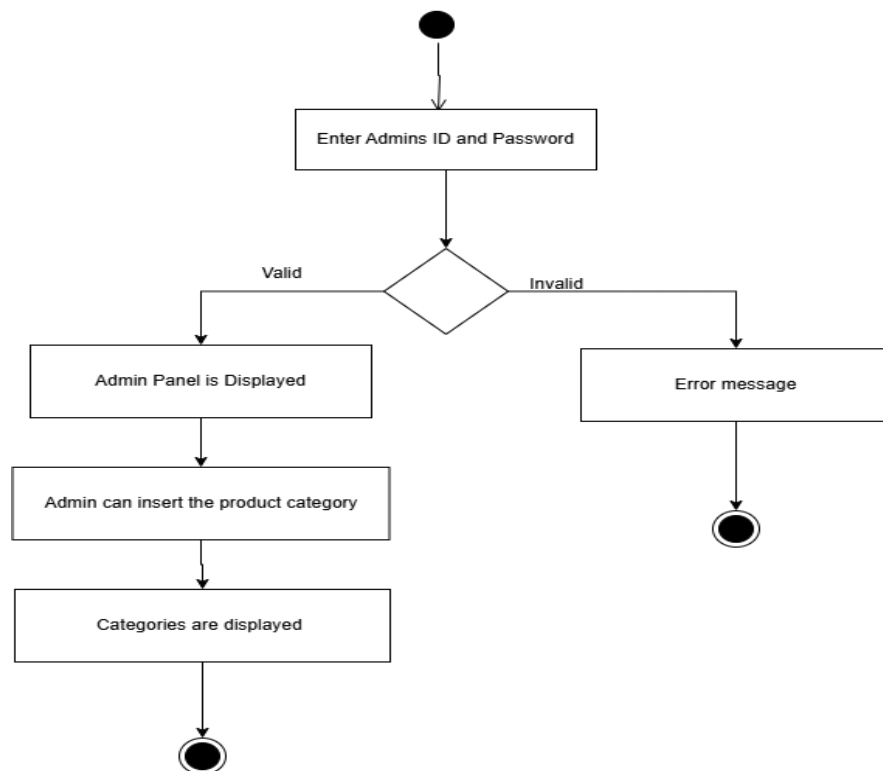 Enter Admins ID and Password
Valid
Invalid
Admin Panel is Displayed
Error message
Admin can insert the product category
Categories are displayed